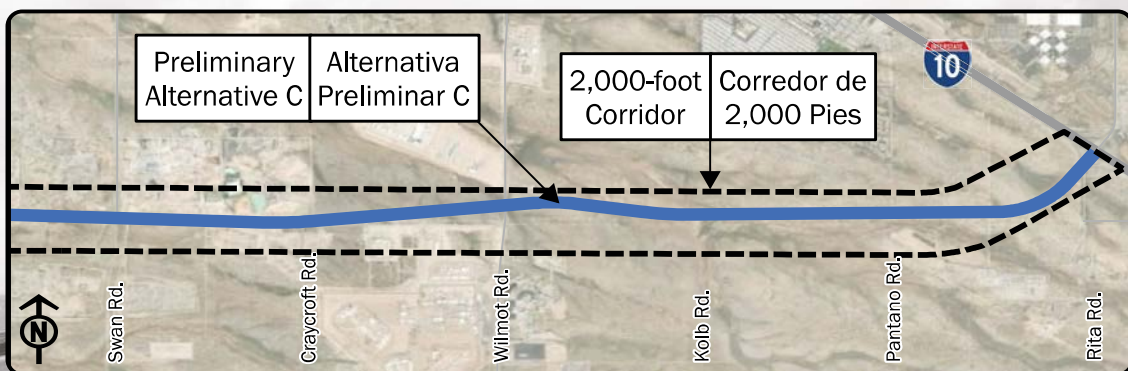 Preliminary
Alternative C
Alternativa
Preliminar C
2,000-foot
Corridor
Corredor de
2,000 Pies
INTERSTATE
10
N
Swan Rd.
Craycroft Rd.
Wilmot Rd.
Kolb Rd.
Pantano Rd.
Rita Rd.